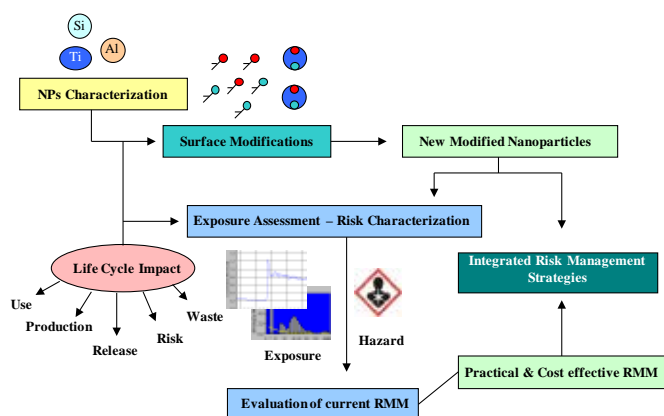 Si
Ti
Al
NPs Characterization
Surface Modifications
New Modified Nanoparticles
Exposure Assessment – Risk Characterization
Life Cycle Impact
Integrated Risk Management
Strategies
Use
Production
Release
Risk
Waste
Exposure
Hazard
Practical & Cost effective RMM
Evaluation of current RMM